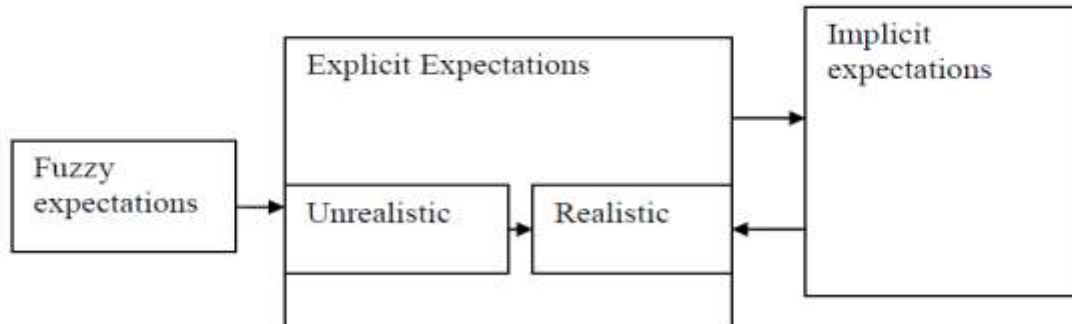 Implicit
expectations
Explicit Expectations
Fuzzy
expectations
Unrealistic
Realistic